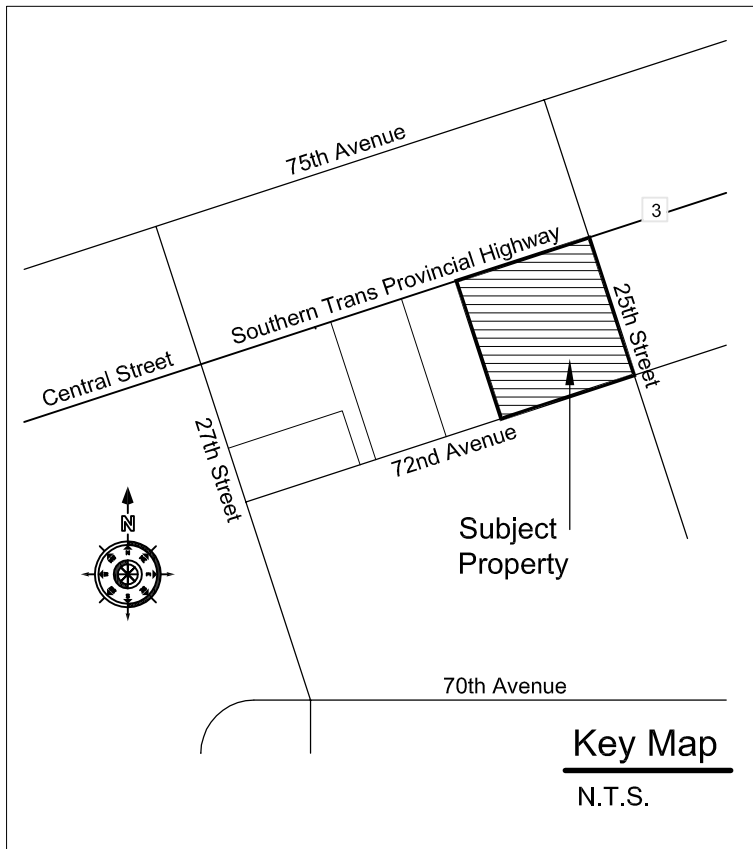 75th Avenue
3
Southern Trans Provincial Highway
Central Street
25th Street
27th Street
72nd Avenue
N
Subject
Property
70th Avenue
Key Map
N.T.S.